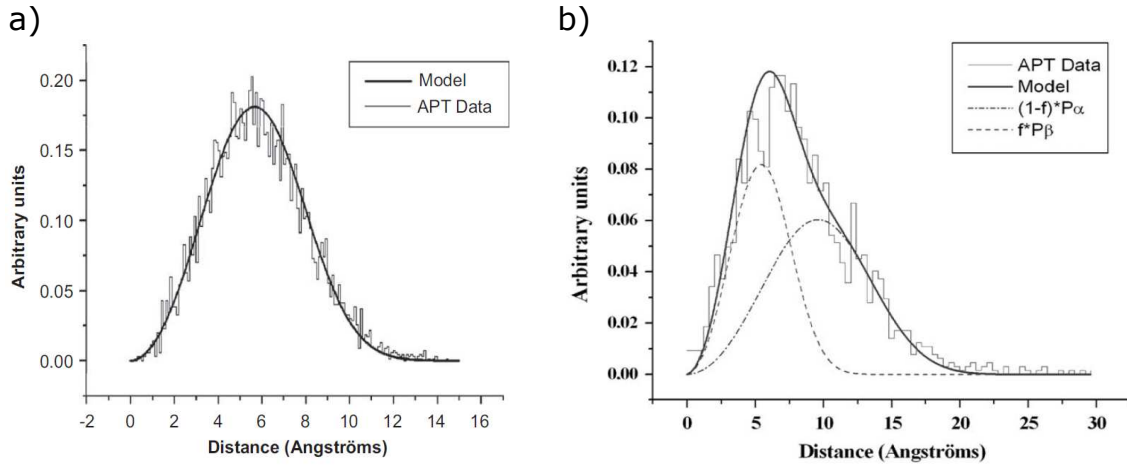 a)
0.20
0.15
0.10
0.05
0.00
-2 0 2 4 6 8 10 12 14 16
Arbitrary units
Distance (Angströms)
Model
APT Data
b)
0.12
0.10
0.08
0.06
0.04
0.02
0.00
0 5 10 15 20 25 30
Arbitrary units
Distance (Angströms)
APT Data
Model
(1-f)*Pα
f*Pβ